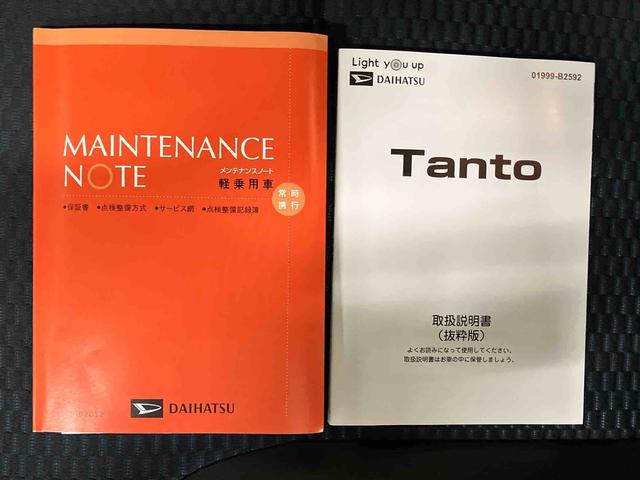 MAINTENANCE
NOTE
メンテナンスノート
軽乗用車
常時
携行
●保証書 ●点検整備方式 ●サービス網 ●点検整備記録簿
DAIHATSU
Light you up
DAIHATSU
01999-B2592
Tanto
取扱説明書
(抜粋版)
よくお読みになって使用してください。
取扱説明書はお車の中に保管しましょう。